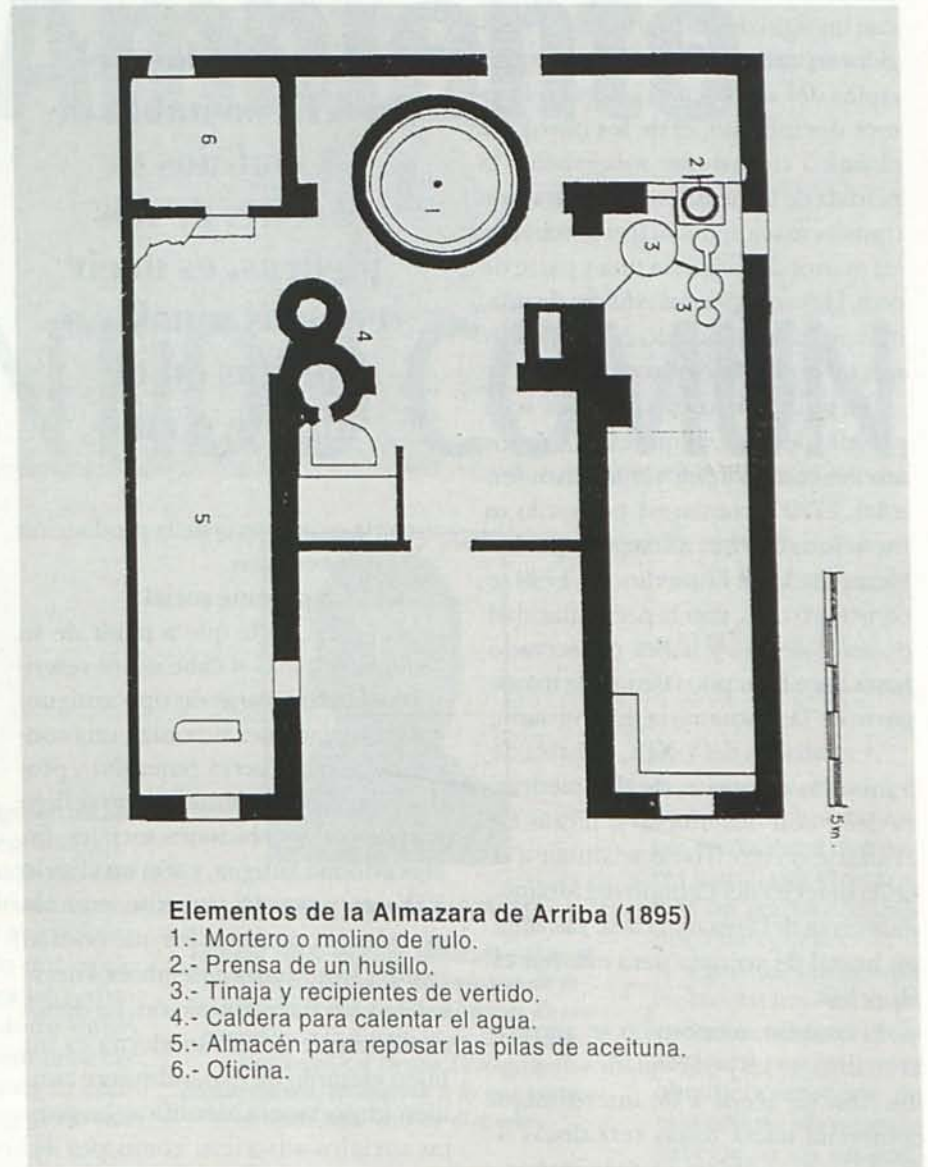 6
1
2
3
3
4
5
5m.
Elementos de la Almazara de Arriba (1895)
1.- Mortero o molino de rulo.
2.- Prensa de un husillo.
3.- Tinaja y recipientes de vertido.
4.- Caldera para calentar el agua.
5.- Almacén para reposar las pilas de aceituna.
6.- Oticina.